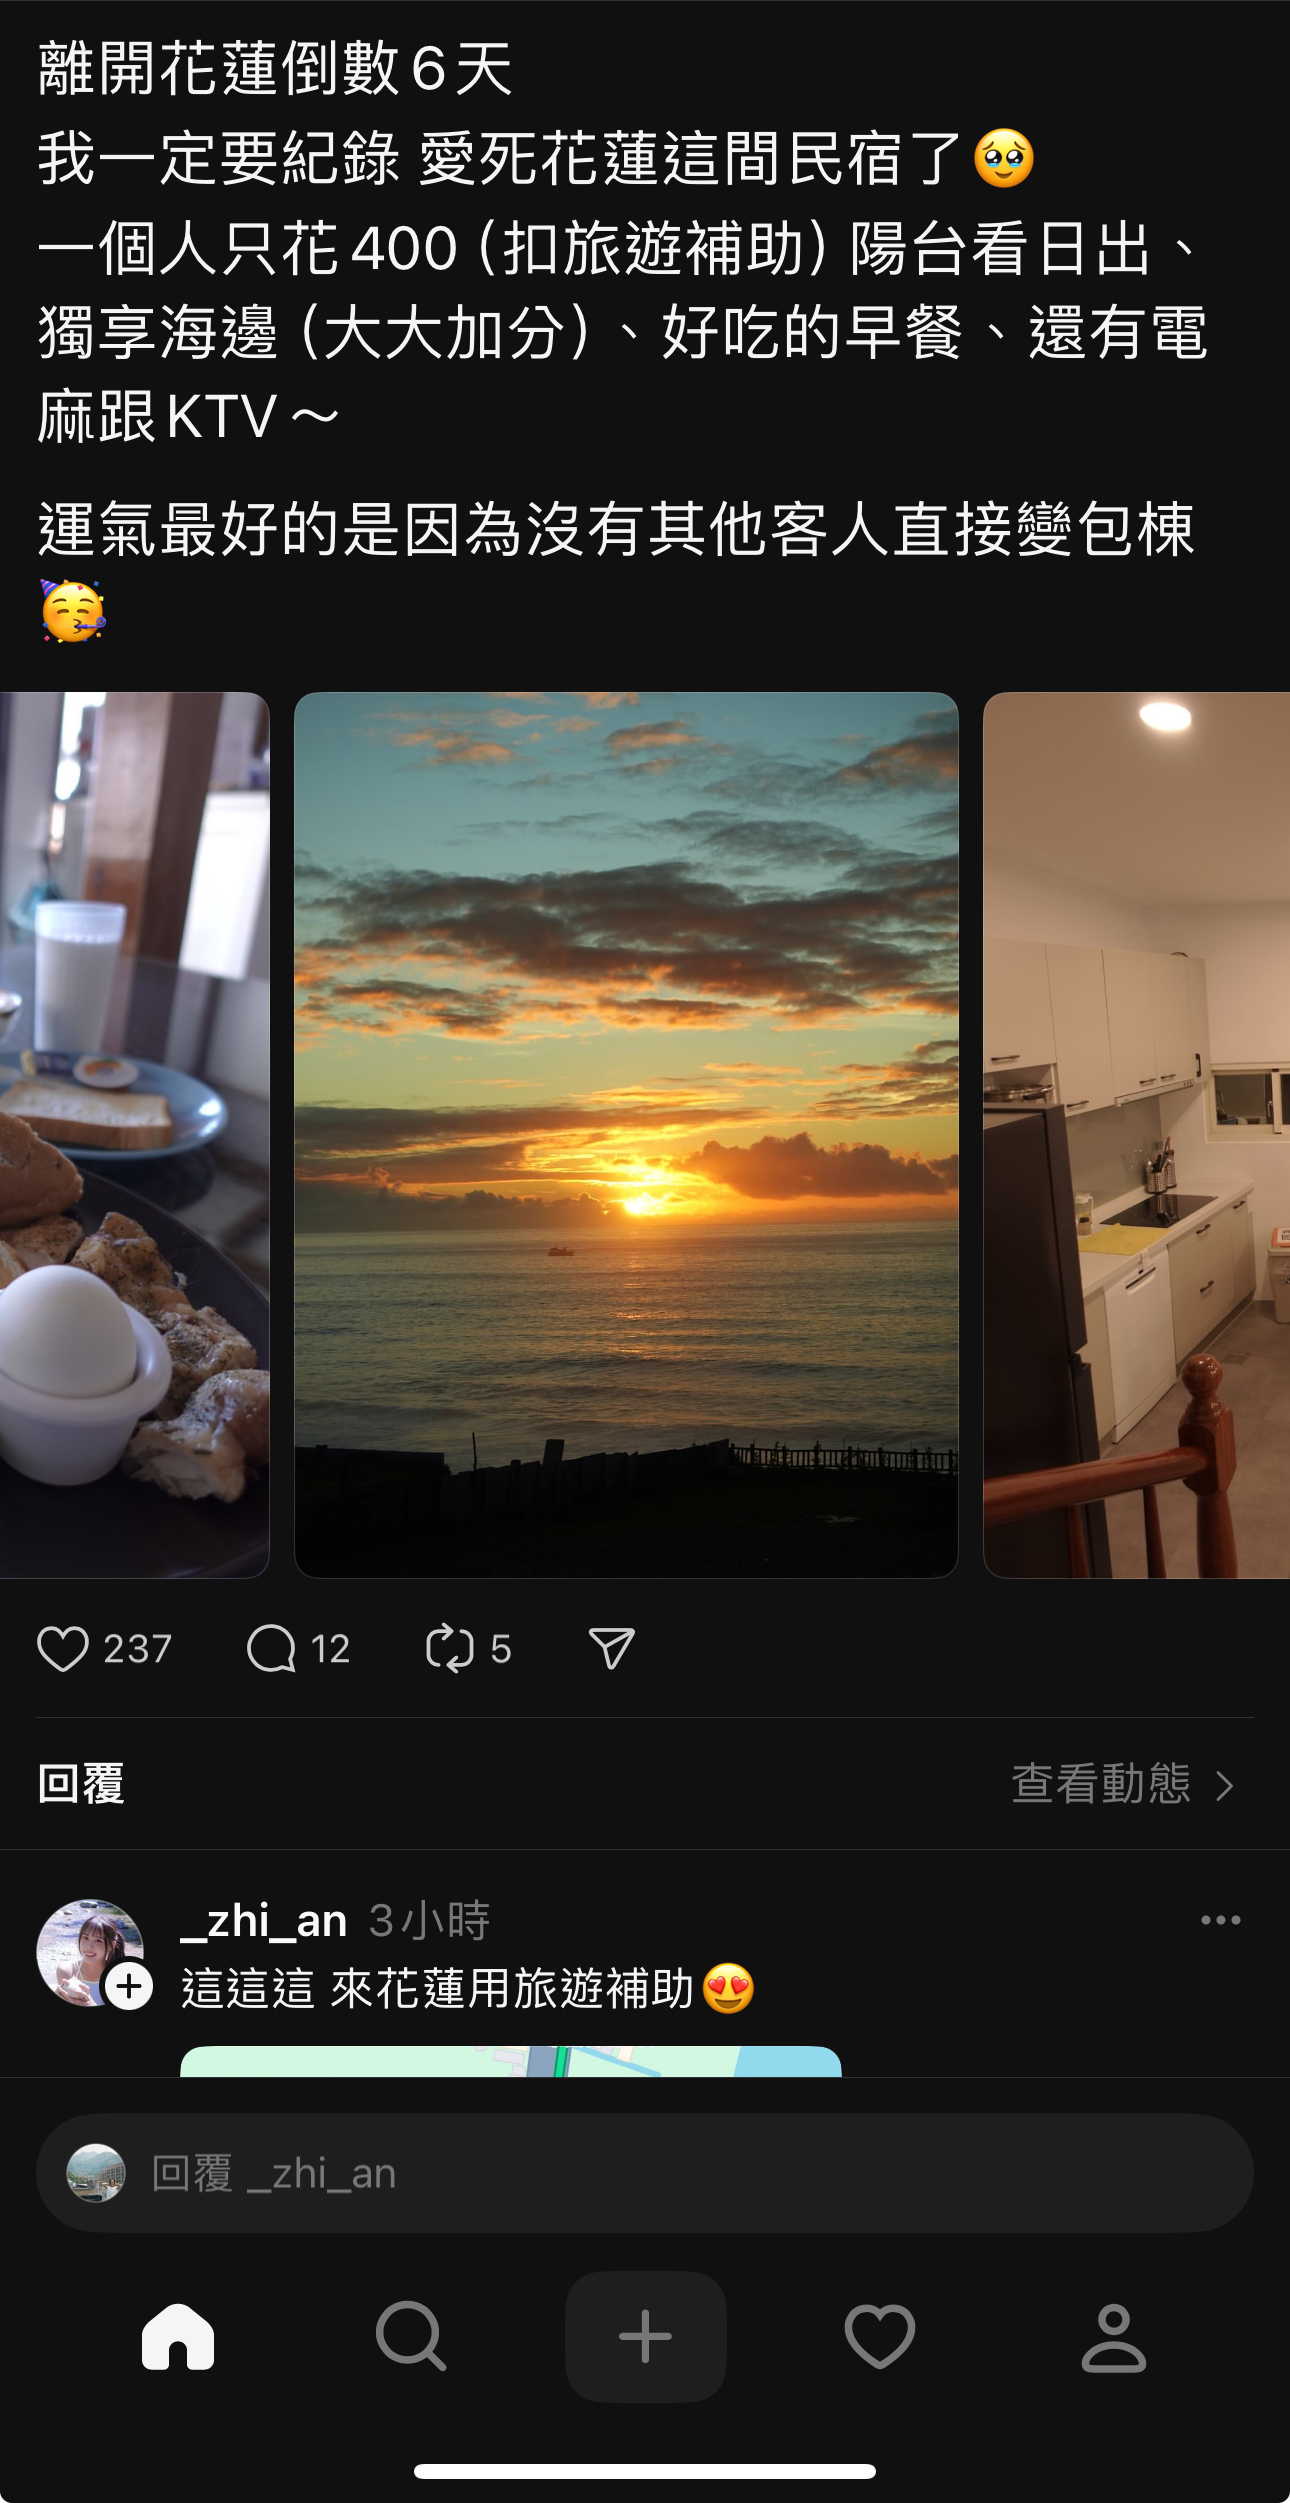 離開花蓮倒數6天
我一定要紀錄 愛死花蓮這間民宿了🥹
一個人只花400（扣旅遊補助）陽台看日出、
獨享海邊（大大加分）、好吃的早餐、還有電
麻跟KTV～
運氣最好的是因為沒有其他客人直接變包棟
🥳
237 12 5
回覆 查看動態
_zhi_an 3小時
這這這 來花蓮用旅遊補助😍
回覆 _zhi_an